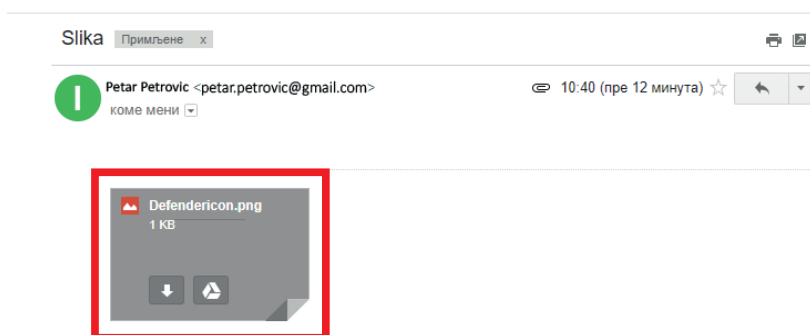 Slika Примљене x
Petar Petrovic <petar.petrovic@gmail.com> 10:40 (пре 12 минута)
I
коме мени
Defendericon.png
1 KB